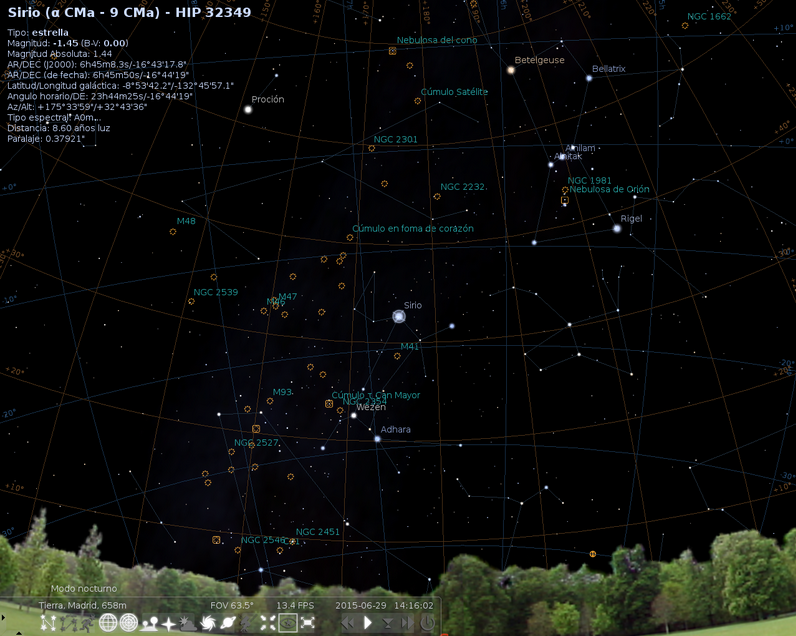 Sirio (α CMa - 9 CMa) - HIP 32349
Tipo: estrella
Magnitud: -1.45 (B-V: 0.00)
Magnitud Absoluta: 1.44
AR/DEC (J2000): 6h45m8.3s/-16°43'17.8"
AR/DEC (de fecha): 6h45m50s/-16°44'19"
Latitud/Longitud galáctica: -8°53'42.2"/-132°45'57.1"
Angulo horario/DE: 23h44m25s/-16°44'19"
Az/Alt: +175°33'59"/+32°43'36"
Tipo espectral: A0m...
Distancia: 8.60 años luz
Paralaje: 0.37921"
NGC 1662
Nebulosa del cono
Betelgeuse
Bellatrix
Cúmulo Satélite
Proción
NGC 2301
Alnilam
Alnitak
NGC 1981
NGC 2232
Nebulosa de Orión
M48
Rigel
Cúmulo en foma de corazón
NGC 2539
M47
M46
Sirio
M41
M93
Cúmulo τ Can Mayor
NGC 2354
Wezen
Adhara
NGC 2527
NGC 2451
NGC 2546
Modo nocturno
Tierra, Madrid, 658m
FOV 63.5°
13.4 FPS
2015-06-29
14:16:02